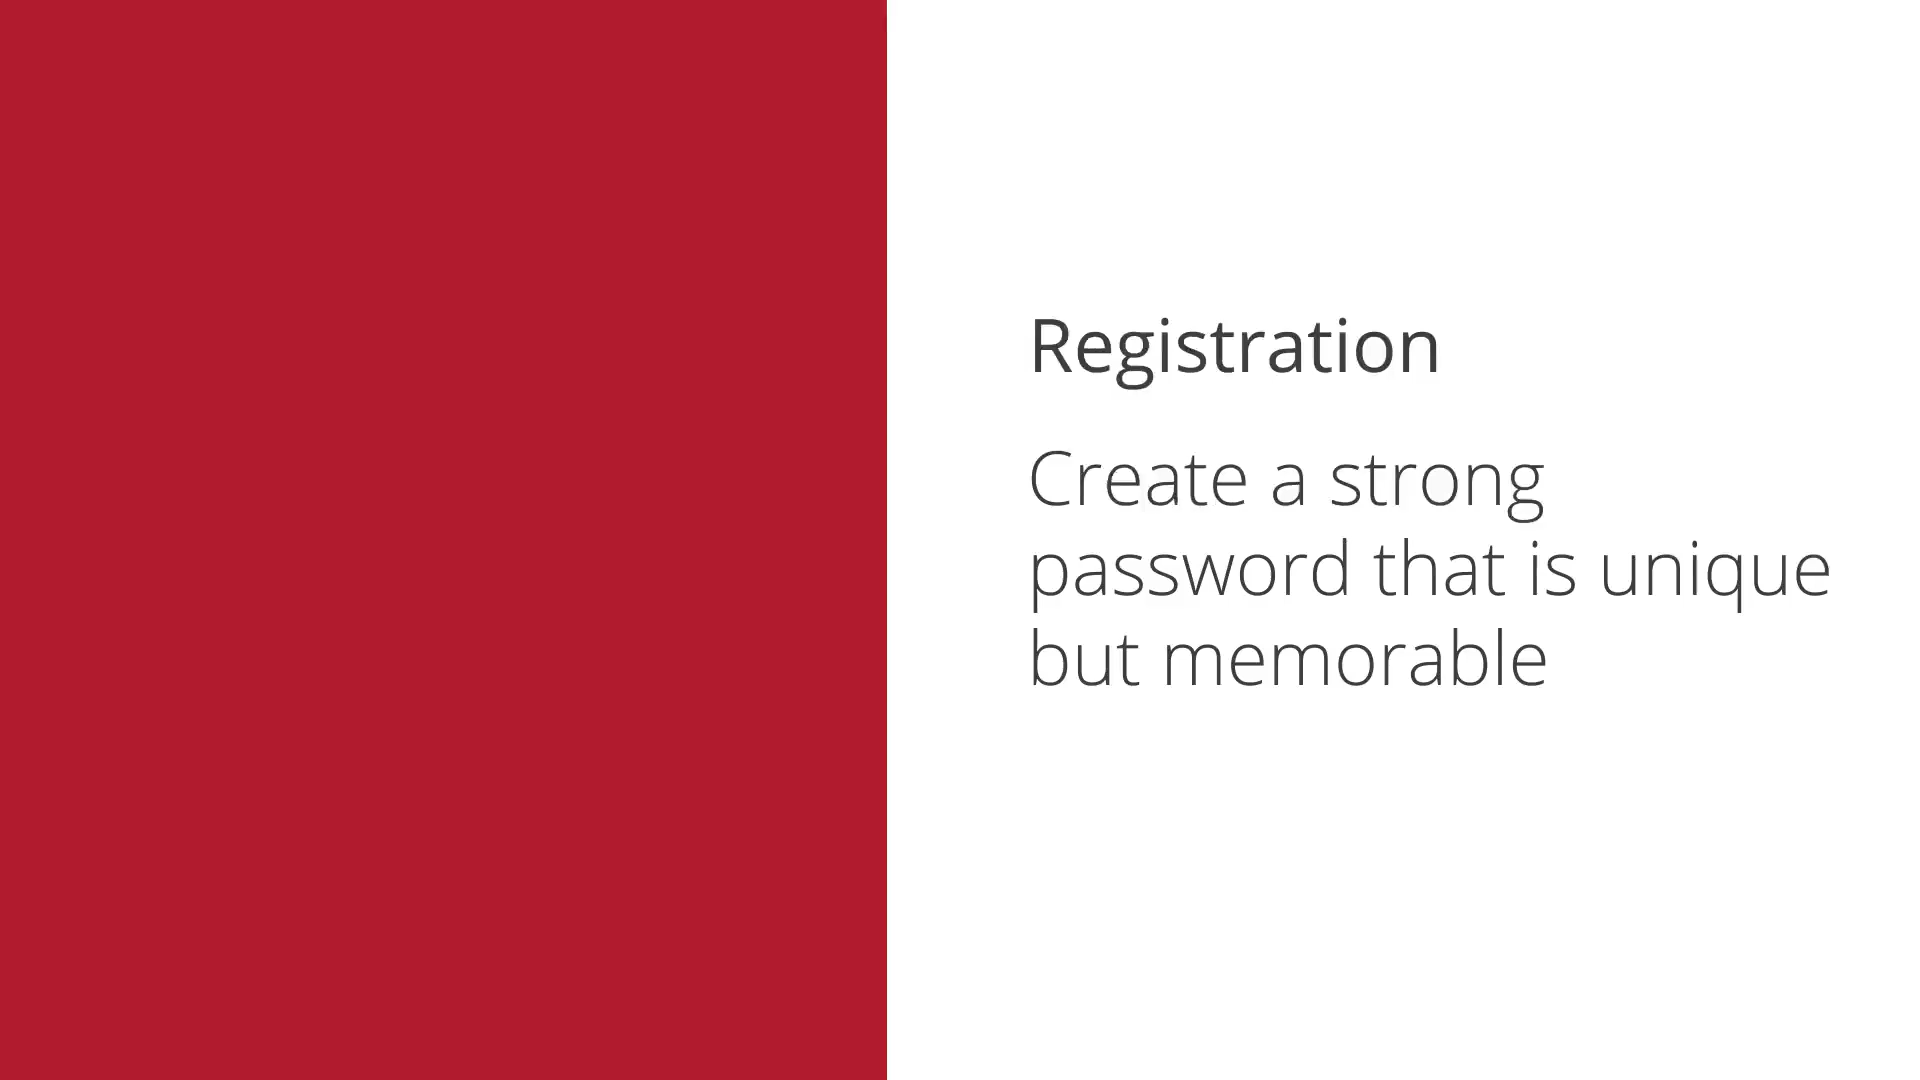 Registration
Create a strong
password that is unique
but memorable